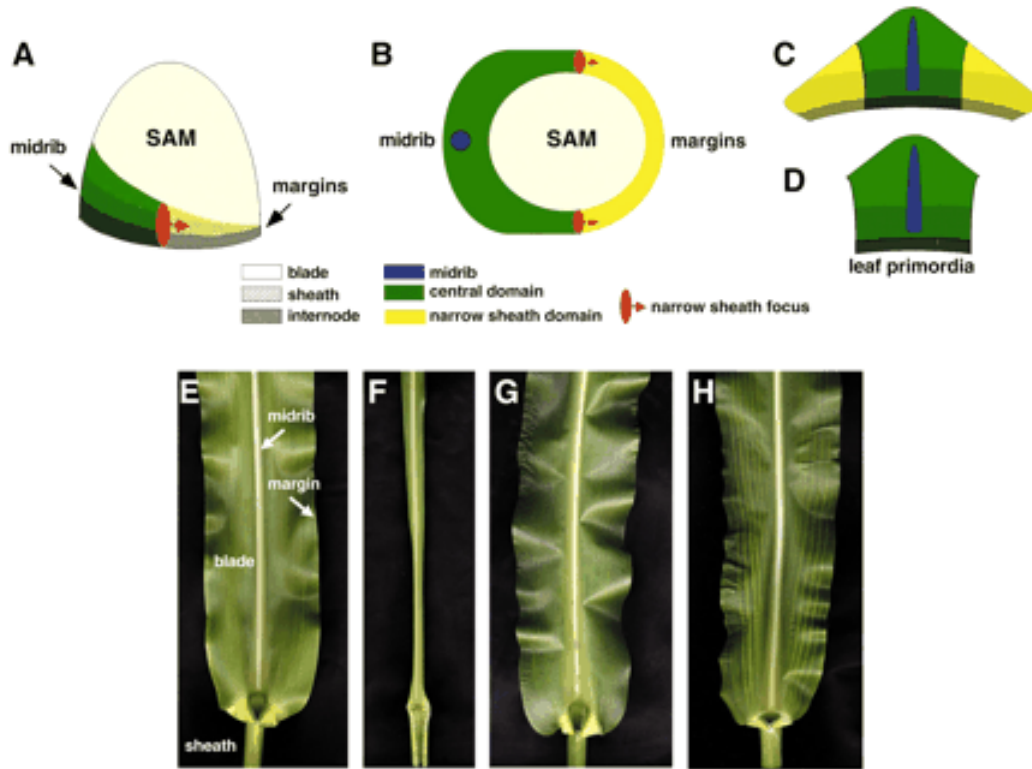 A
B
C
D
SAM
midrib
margins
midrib
SAM
margins
leaf primordia
blade
sheath
internode
midrib
central domain
narrow sheath domain
narrow sheath focus
E
midrib
margin
blade
sheath
F
G
H